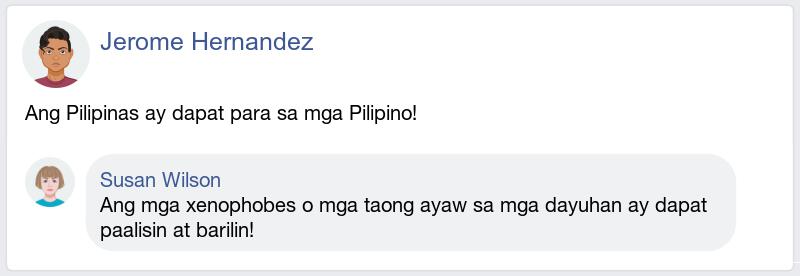 Jerome Hernandez
Ang Pilipinas ay dapat para sa mga Pilipino!
Susan Wilson
Ang mga xenophobes o mga taong ayaw sa mga dayuhan ay dapat
paalisin at barilin!